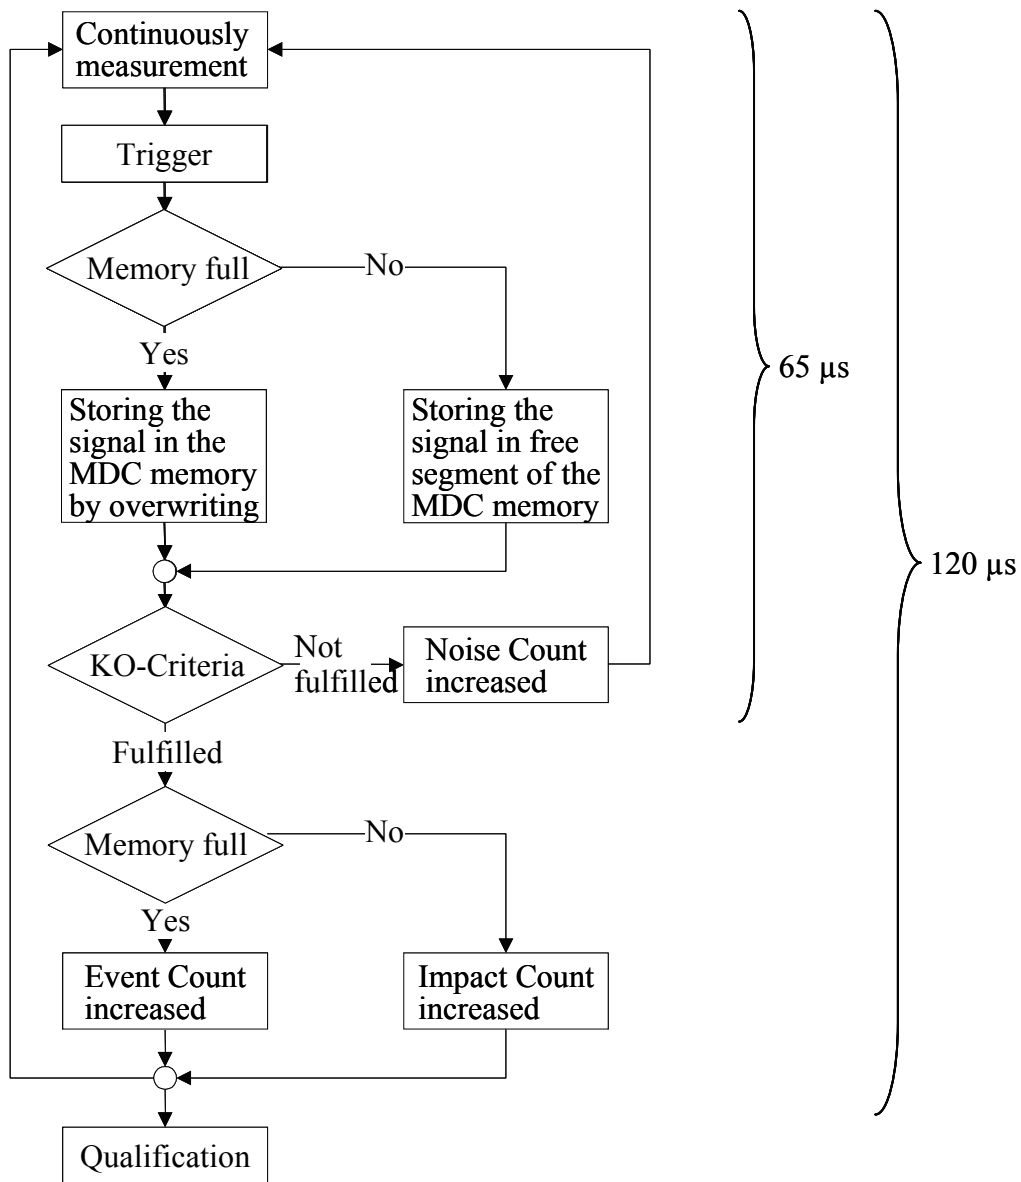 Continuously
measurement
Trigger
Memory full
No
Yes
65 µs
Storing the
signal in the
MDC memory
by overwriting
Storing the
signal in free
segment of the
MDC memory
120 µs
KO-Criteria
Not
fulfilled
Noise Count
increased
Fulfilled
Memory full
No
Yes
Event Count
increased
Impact Count
increased
Qualification